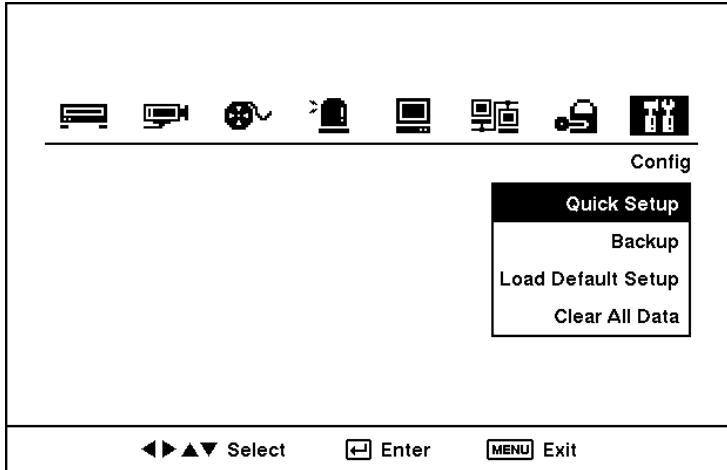 Config
Quick Setup
Backup
Load Default Setup
Clear All Data
Select Enter MENU Exit